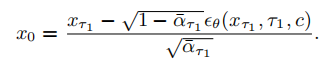 $x_0 = \frac{x_{\tau_1} - \sqrt{1 - \bar{\alpha}_{\tau_1}} \epsilon_\theta(x_{\tau_1}, \tau_1, c)}{\sqrt{\bar{\alpha}_{\tau_1}}}.$